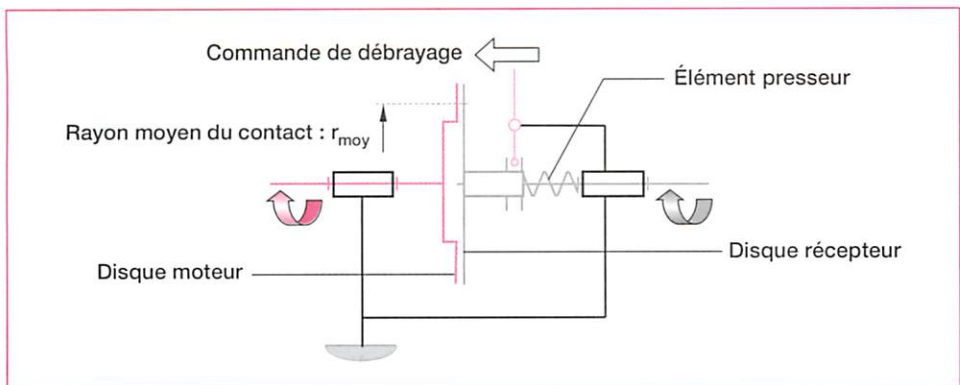 Commande de débrayage
Élément presseur
Rayon moyen du contact : rmoy
Disque récepteur
Disque moteur